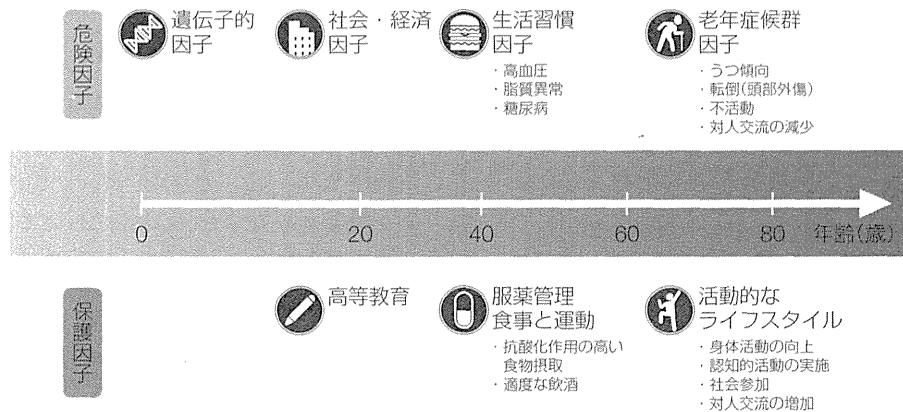 危険因子
遺伝子的
因子
社会・経済
因子
生活習慣
因子
・高血圧
・脂質異常
・糖尿病
老年症候群
因子
・うつ傾向
・転倒(頭部外傷)
・不活動
・対人交流の減少
0 20 40 60 80 年齢(歳)
保護因子
高等教育
服薬管理
食事と運動
・抗酸化作用の高い
食物摂取
・適度な飲酒
活動的な
ライフスタイル
・身体活動の向上
・認知的活動の実施
・社会参加
・対人交流の増加